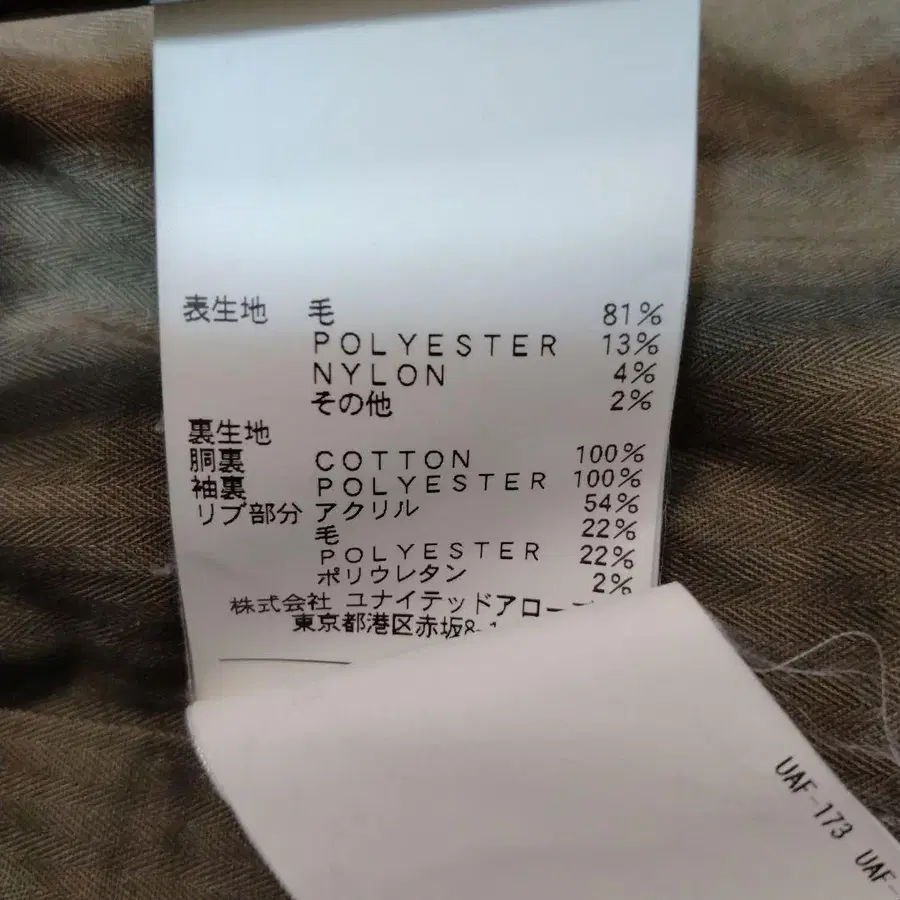 表生地 毛 81%
POLYESTER 13%
NYLON 4%
その他 2%
裏生地
胴裏 COTTON 100%
袖裏 POLYESTER 100%
リブ部分 アクリル 54%
毛 22%
POLYESTER 22%
ポリウレタン 2%
株式会社 ユナイテッドアロー
東京都港区赤坂8-1
UAF-173 UAF-